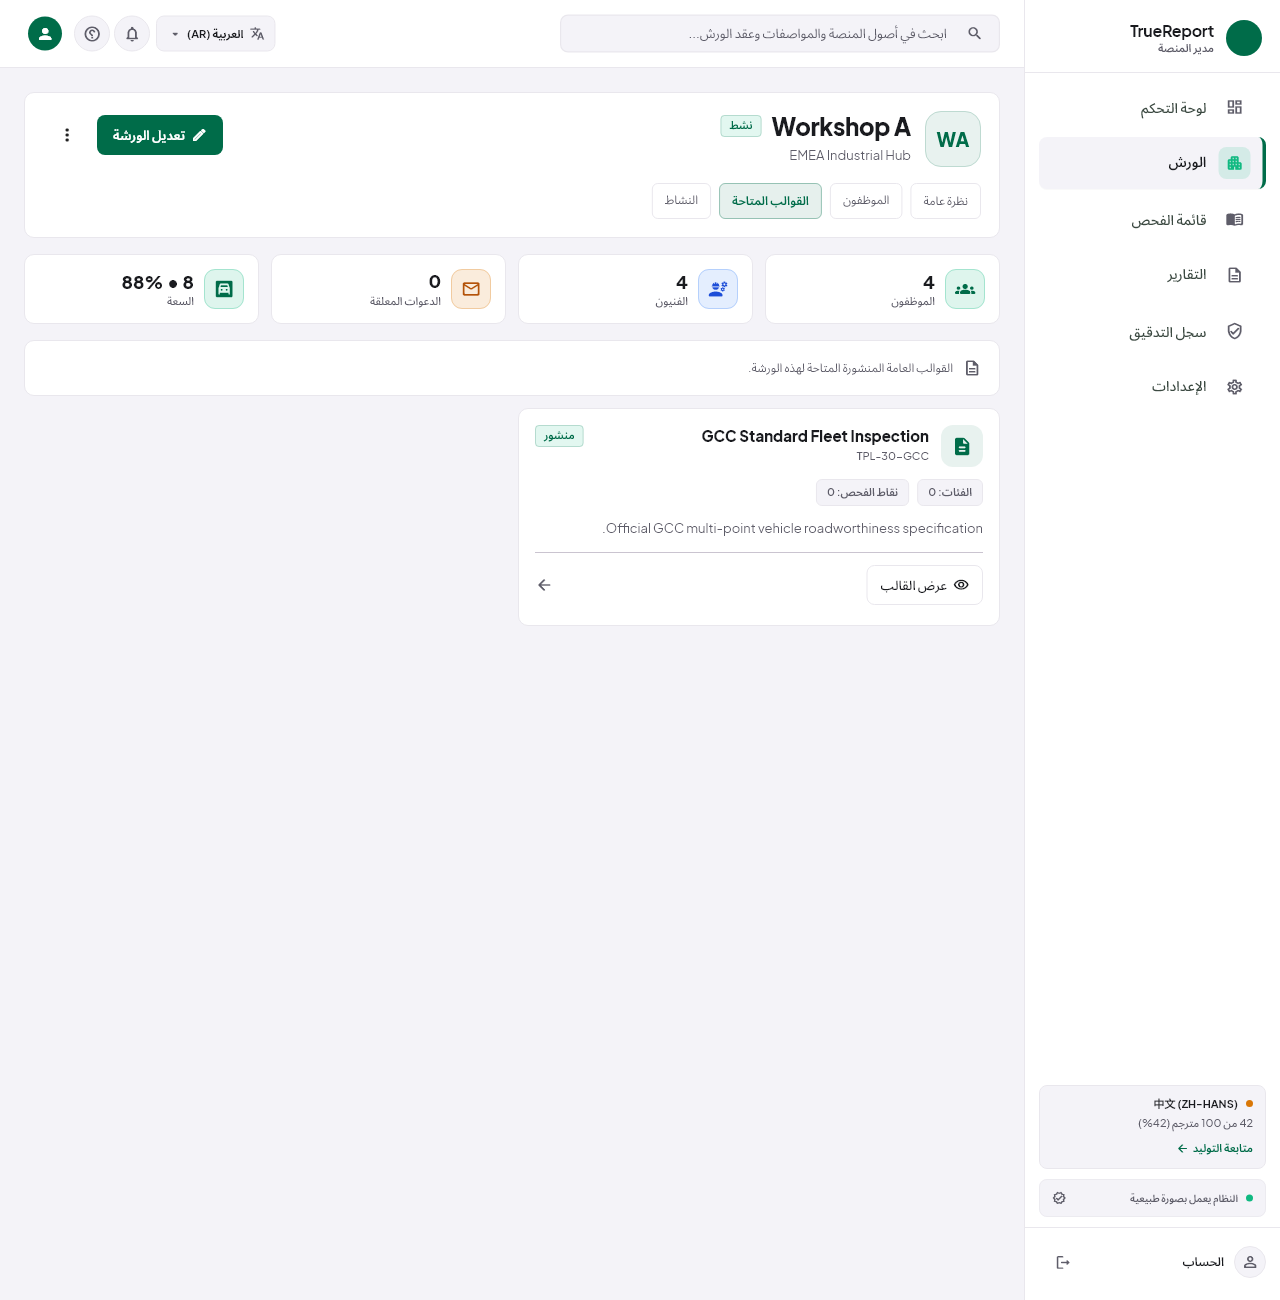 TrueReport
مدير المنصة
لوحة التحكم
الورش
قائمة الفحص
التقارير
سجل التدقيق
الإعدادات
中文 (ZH-HANS)
42 من 100 مترجم (42%)
متابعة التوليد ←
النظام يعمل بصورة طبيعية
الحساب
ابحث في أصول المنصة والمواصفات وعقد الورش...
العربية (AR)
WA
Workshop A
نشط
EMEA Industrial Hub
تعديل الورشة
نظرة عامة
الموظفون
القوالب المتاحة
النشاط
4
الموظفون
4
الفنيون
0
الدعوات المعلقة
88% • 8
السعة
القوالب العامة المنشورة المتاحة لهذه الورشة.
GCC Standard Fleet Inspection
منشور
TPL-30-GCC
الفئات: 0
نقاط الفحص: 0
.Official GCC multi-point vehicle roadworthiness specification
عرض القالب